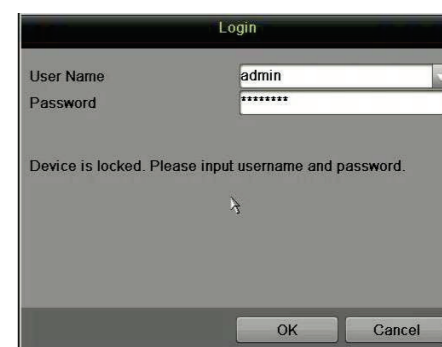 Login
User Name admin
Password ********
Device is locked. Please input username and password.
OK Cancel